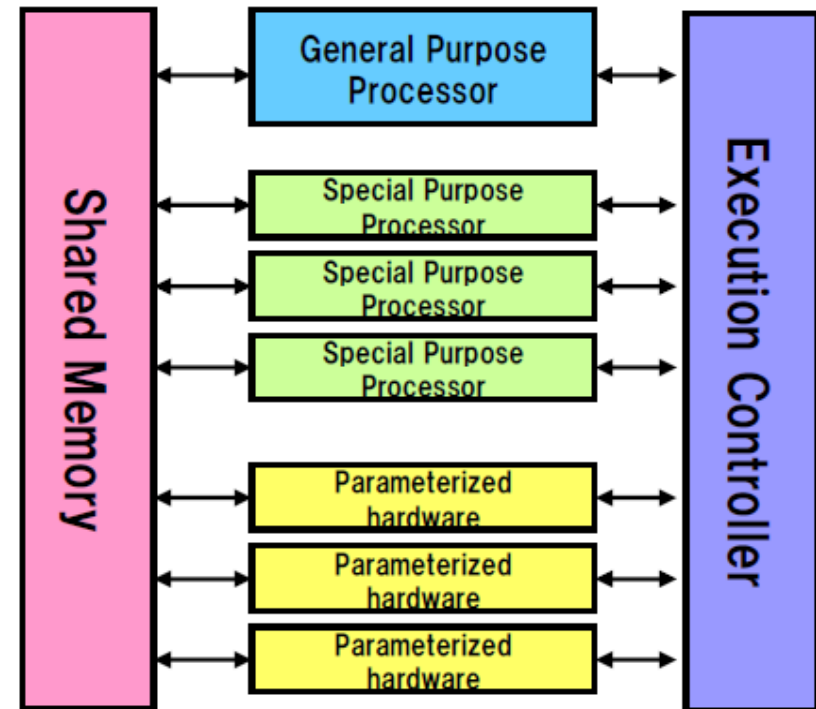 Shared Memory
General Purpose
Processor
Special Purpose
Processor
Special Purpose
Processor
Special Purpose
Processor
Parameterized
hardware
Parameterized
hardware
Parameterized
hardware
Execution Controller